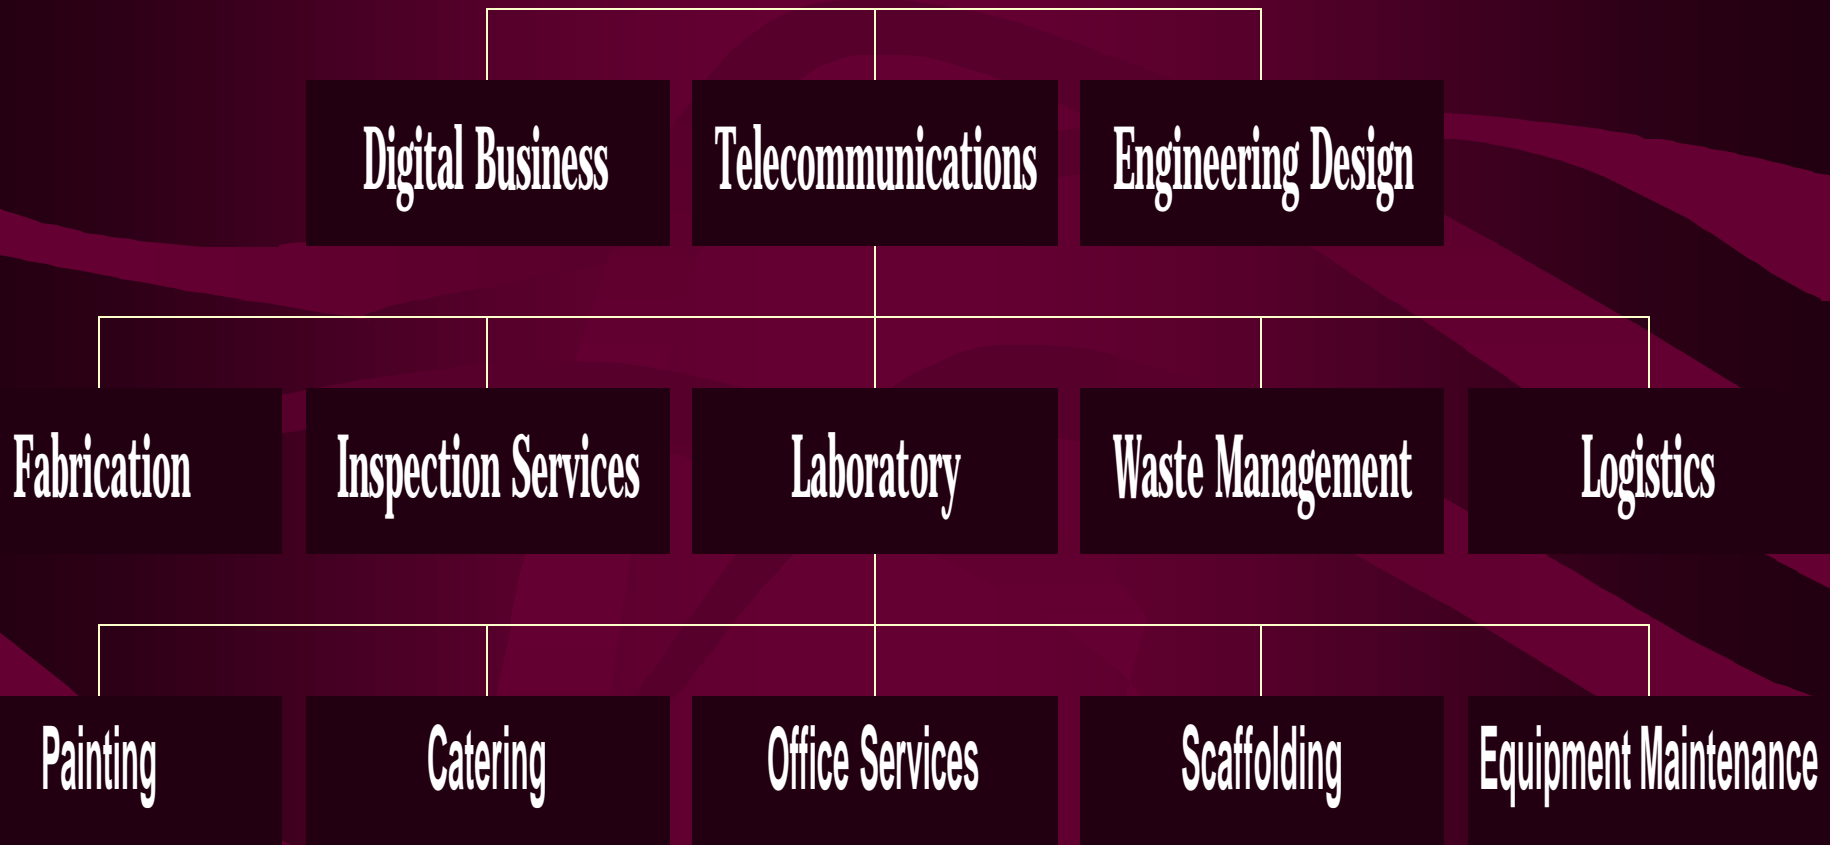 Digital Business
Telecommunications
Engineering Design
Fabrication
Inspection Services
Laboratory
Waste Management
Logistics
Painting
Catering
Office Services
Scaffolding
Equipment Maintenance